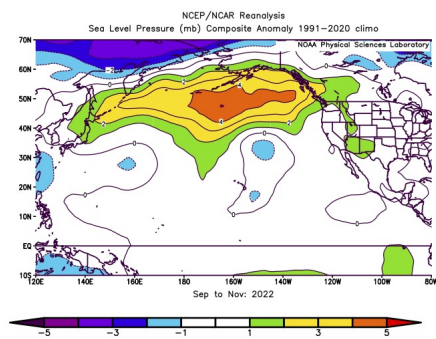 NCEP/NCAR Reanalysis
Sea Level Pressure (mb) Composite Anomaly 1991-2020 climo
NOAA Physical Sciences Laboratory
70N
60N
50N
40N
30N
20N
10N
EQ
10S
120E 140E 160E 180 160W 140W 120W 100W 80W
Sep to Nov: 2022
-5 -3 -1 1 3 5